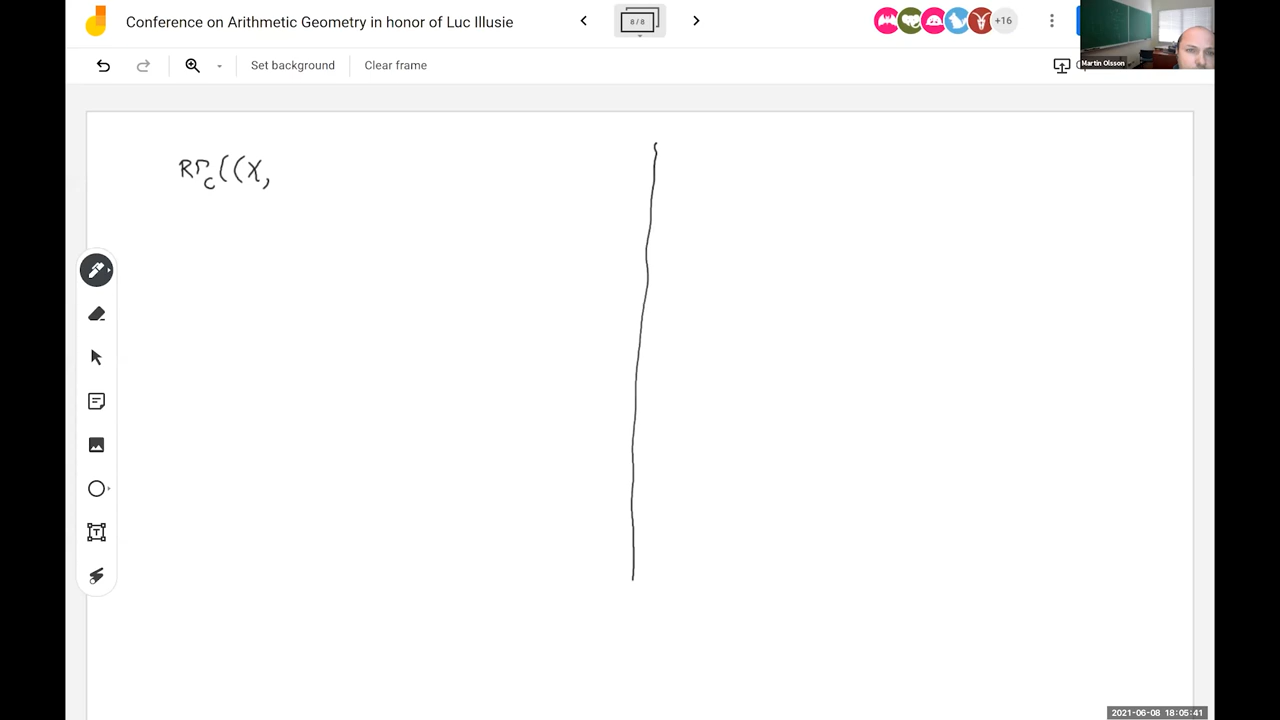 Conference on Arithmetic Geometry in honor of Luc Illusie
8/8
+16
Martin Olsson
Set background
Clear frame
RΓc((X,
2021-06-08 18:05:41